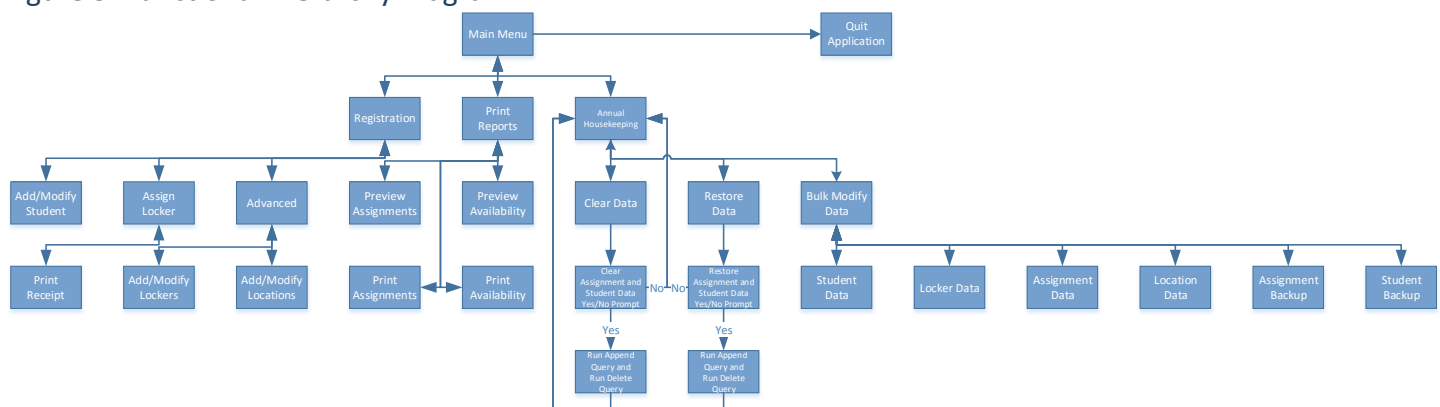 Main Menu
Quit
Application
Registration
Print
Reports
Annual
Housekeeping
Add/Modify
Student
Assign
Locker
Advanced
Preview
Assignments
Preview
Availability
Clear Data
Restore
Data
Bulk Modify
Data
Print
Receipt
Add/Modify
Lockers
Add/Modify
Locations
Print
Assignments
Print
Availability
Clear
Assignment and
Student Data
Yes/No Prompt
No
No
Restore
Assignment and
Student Data
Yes/No Prompt
Student
Data
Locker Data
Assignment
Data
Location
Data
Assignment
Backup
Student
Backup
Yes
Yes
Run Append
Query and
Run Delete
Query
Run Append
Query and
Run Delete
Query